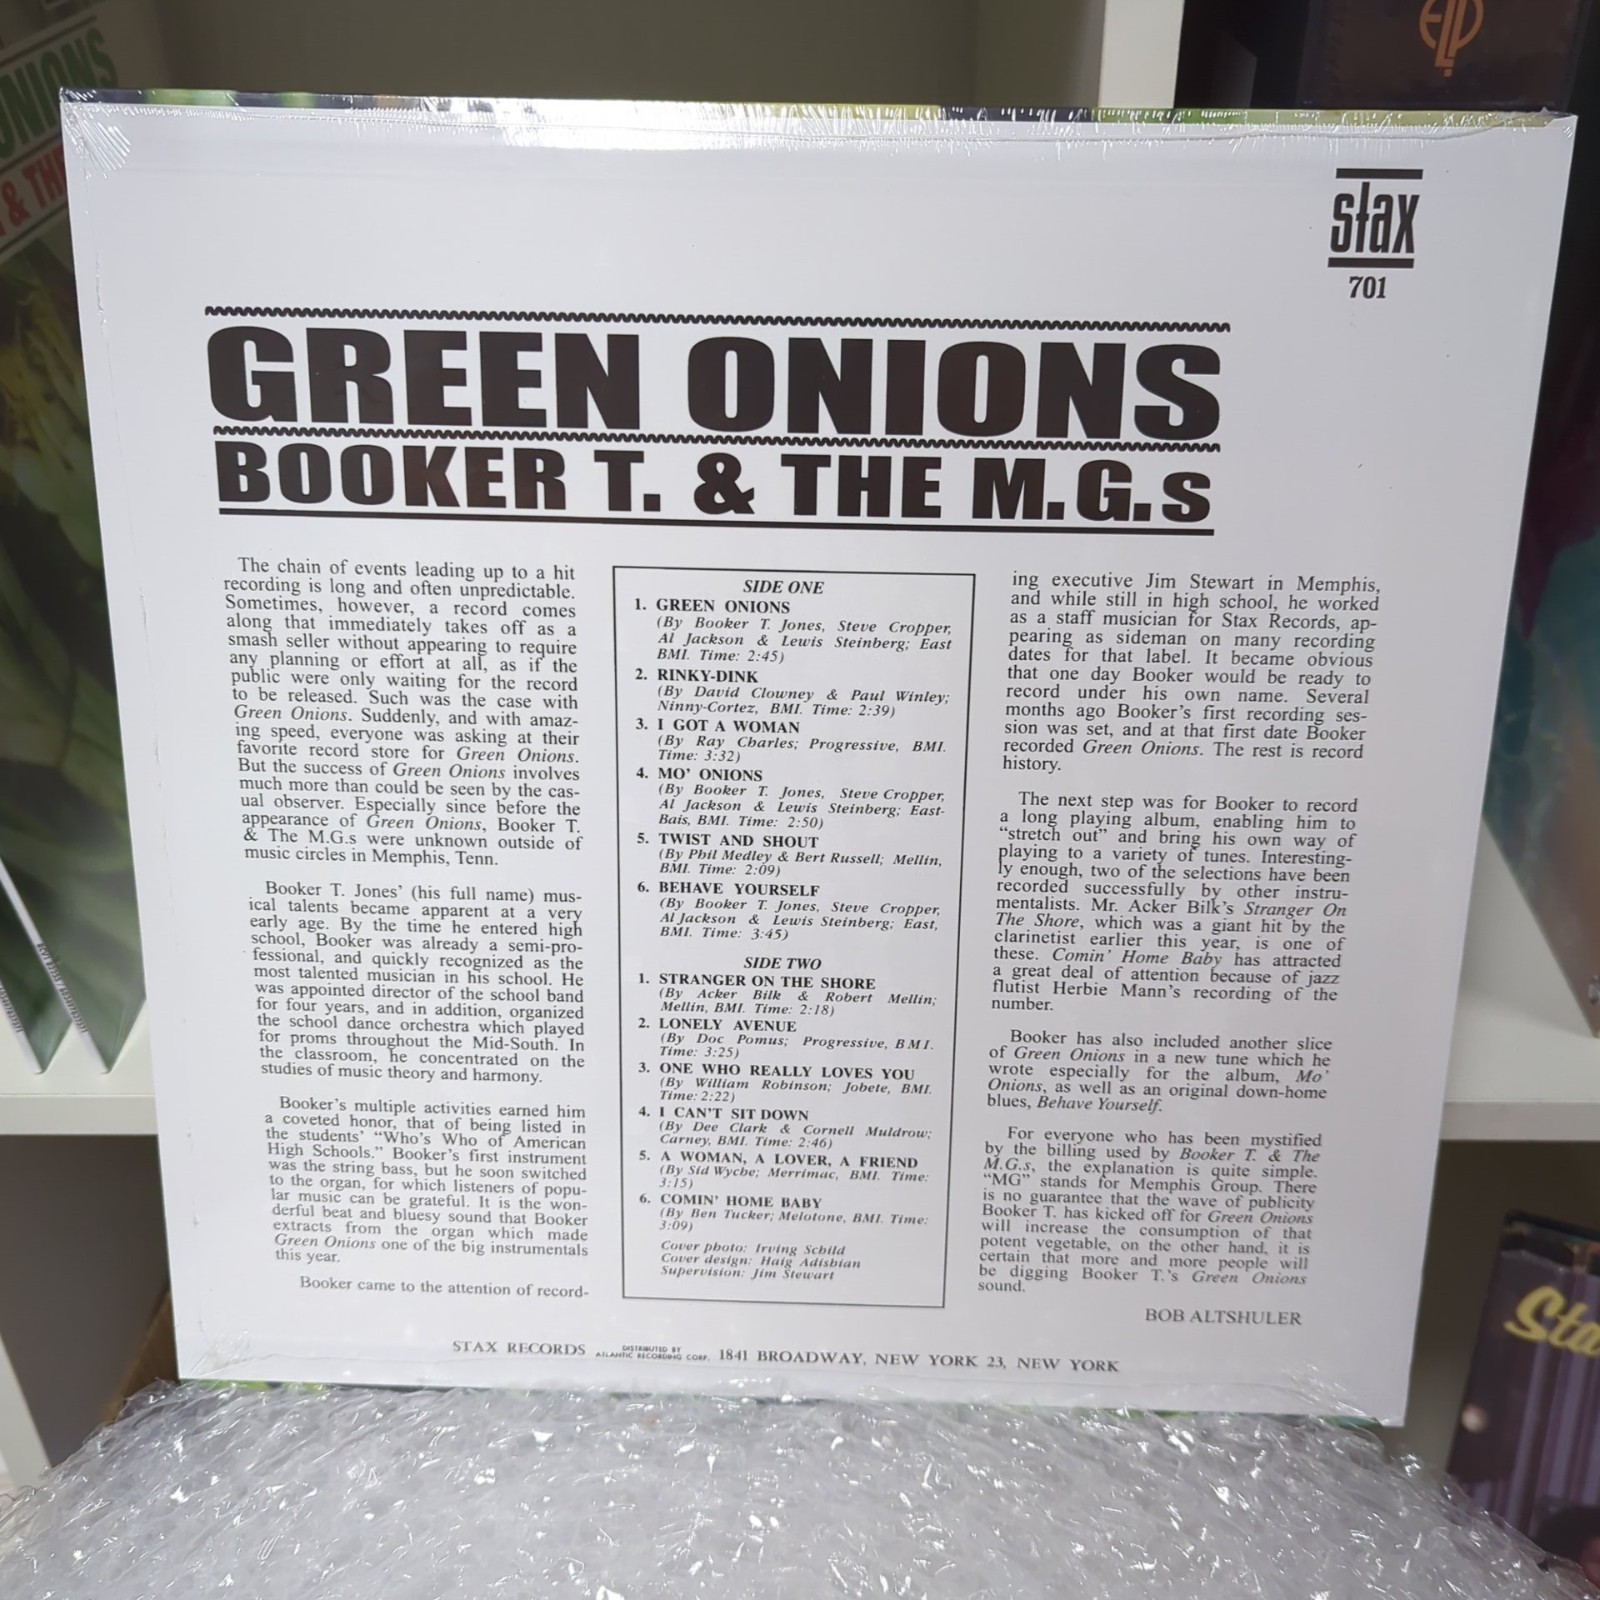 ONIONS
& TH
ELP
stax
701
GREEN ONIONS
BOOKER T. & THE M.G.s
The chain of events leading up to a hit
recording is long and often unpredictable.
Sometimes, however, a record comes
along that immediately takes off as a
smash seller without appearing to require
any planning or effort at all, as if the
public were only waiting for the record
to be released. Such was the case with
Green Onions. Suddenly, and with amaz-
ing speed, everyone was asking at their
favorite record store for Green Onions.
But the success of Green Onions involves
much more than could be seen by the cas-
ual observer. Especially since before the
appearance of Green Onions, Booker T.
& The M.G.s were unknown outside of
music circles in Memphis, Tenn.
Booker T. Jones' (his full name) mus-
ical talents became apparent at a very
early age. By the time he entered high
school, Booker was already a semi-pro-
fessional, and quickly recognized as the
most talented musician in his school. He
was appointed director of the school band
for four years, and in addition, organized
the school dance orchestra which played
for proms throughout the Mid-South. In
the classroom, he concentrated on the
studies of music theory and harmony.
Booker's multiple activities earned him
a coveted honor, that of being listed in
the students' "Who's Who of American
High Schools." Booker's first instrument
was the string bass, but he soon switched
to the organ, for which listeners of popu-
lar music can be grateful. It is the won-
derful beat and bluesy sound that Booker
extracts from the organ which made
Green Onions one of the big instrumentals
this year.
Booker came to the attention of record-
SIDE ONE
1. GREEN ONIONS
(By Booker T. Jones, Steve Cropper,
Al Jackson & Lewis Steinberg; East
BMI. Time: 2:45)
2. RINKY-DINK
(By David Clowney & Paul Winley;
Ninny-Cortez, BMI. Time: 2:39)
3. I GOT A WOMAN
(By Ray Charles; Progressive, BMI.
Time: 3:32)
4. MO' ONIONS
(By Booker T. Jones, Steve Cropper,
Al Jackson & Lewis Steinberg; East-
Bais, BMI. Time: 2:50)
5. TWIST AND SHOUT
(By Phil Medley & Bert Russell; Mellin,
BMI. Time: 2:09)
6. BEHAVE YOURSELF
(By Booker T. Jones, Steve Cropper,
Al Jackson & Lewis Steinberg; East,
BMI. Time: 3:45)
SIDE TWO
1. STRANGER ON THE SHORE
(By Acker Bilk & Robert Mellin;
Mellin, BMI. Time: 2:18)
2. LONELY AVENUE
(By Doc Pomus; Progressive, BMI.
Time: 3:25)
3. ONE WHO REALLY LOVES YOU
(By William Robinson; Jobete, BMI.
Time: 2:22)
4. I CAN'T SIT DOWN
(By Dee Clark & Cornell Muldrow;
Carney, BMI. Time: 2:46)
5. A WOMAN, A LOVER, A FRIEND
(By Sid Wyche; Merrimac, BMI. Time:
3:15)
6. COMIN' HOME BABY
(By Ben Tucker; Melotone, BMI. Time:
3:09)
Cover photo: Irving Schild
Cover design: Haig Adishian
Supervision: Jim Stewart
ing executive Jim Stewart in Memphis,
and while still in high school, he worked
as a staff musician for Stax Records, ap-
pearing as sideman on many recording
dates for that label. It became obvious
that one day Booker would be ready to
record under his own name. Several
months ago Booker's first recording ses-
sion was set, and at that first date Booker
recorded Green Onions. The rest is record
history.
The next step was for Booker to record
a long playing album, enabling him to
"stretch out" and bring his own way of
playing to a variety of tunes. Interesting-
ly enough, two of the selections have been
recorded successfully by other instru-
mentalists. Mr. Acker Bilk's Stranger On
The Shore, which was a giant hit by the
clarinetist earlier this year, is one of
these. Comin' Home Baby has attracted
a great deal of attention because of jazz
flutist Herbie Mann's recording of the
number.
Booker has also included another slice
of Green Onions in a new tune which he
wrote especially for the album, Mo'
Onions, as well as an original down-home
blues, Behave Yourself.
For everyone who has been mystified
by the billing used by Booker T. & The
M.G.s, the explanation is quite simple.
"MG" stands for Memphis Group. There
is no guarantee that the wave of publicity
Booker T. has kicked off for Green Onions
will increase the consumption of that
potent vegetable, on the other hand, it is
certain that more and more people will
be digging Booker T.'s Green Onions
sound.
BOB ALTSHULER
STAX RECORDS DISTRIBUTED BY
ATLANTIC RECORDING CORP. 1841 BROADWAY, NEW YORK 23, NEW YORK
Sta